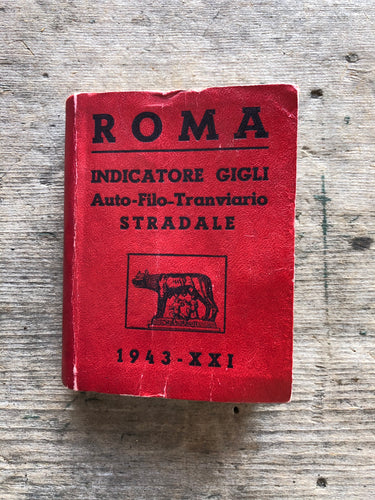 ROMA
INDICATORE GIGLI
Auto-Filo-Tranviario
STRADALE
1943-XXI